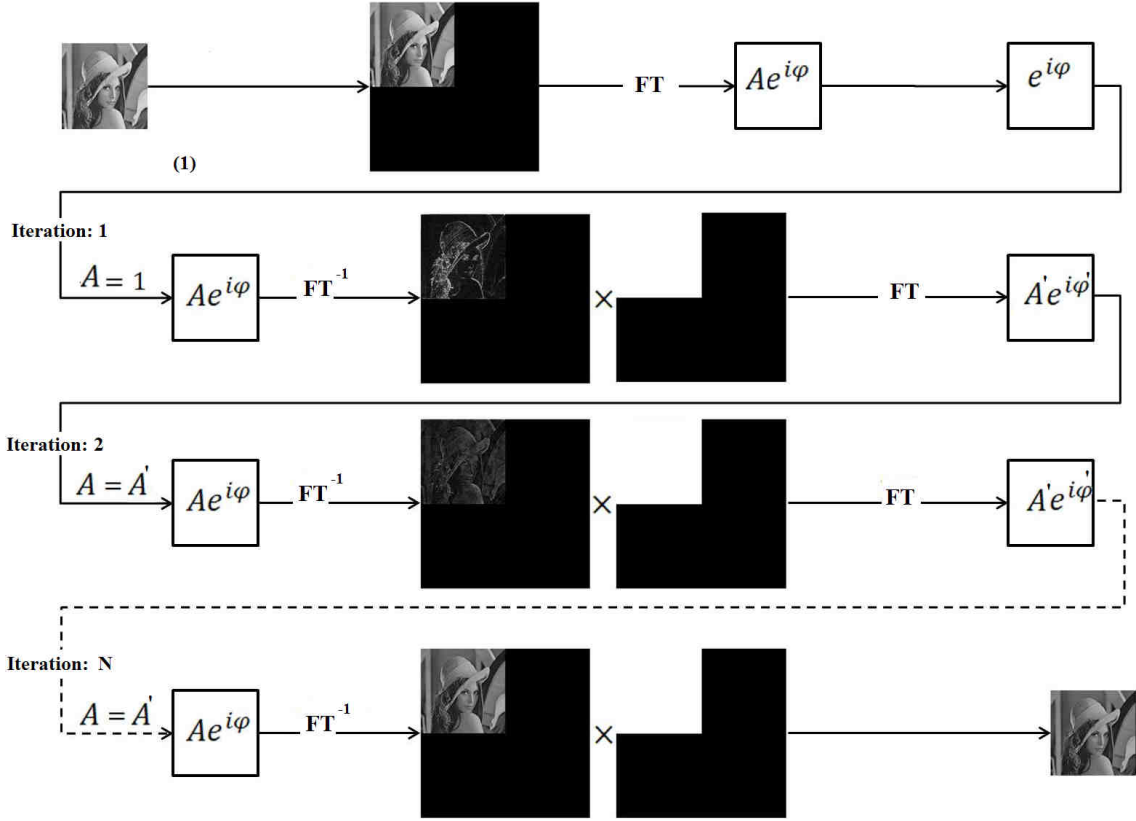 FT
Ae^{iφ}
e^{iφ}
(1)
Iteration: 1
A = 1
Ae^{iφ}
FT^{-1}
×
FT
A'e^{iφ'}
Iteration: 2
A = A'
Ae^{iφ}
FT^{-1}
×
FT
A'e^{iφ'}
Iteration: N
A = A'
Ae^{iφ}
FT^{-1}
×